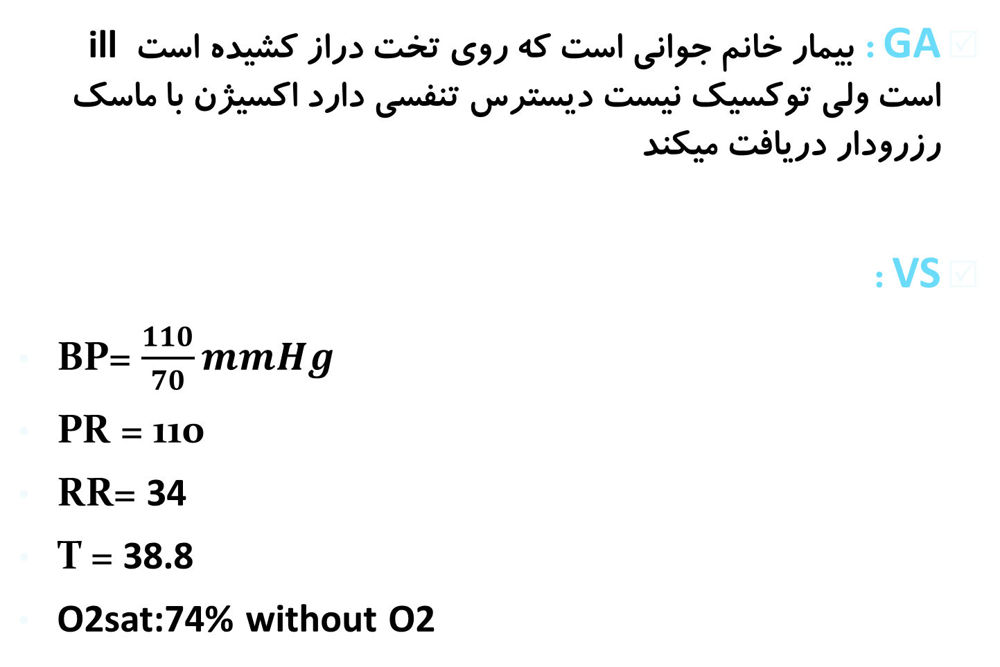 GA : بیمار خانم جوانی است که روی تخت دراز کشیده است ill
است ولی توکسیک نیست دیسترس تنفسی دارد اکسیژن با ماسک
رزرودار دریافت میکند
VS :
BP= 110/70 mmHg
PR = 110
RR= 34
T = 38.8
O2sat:74% without O2